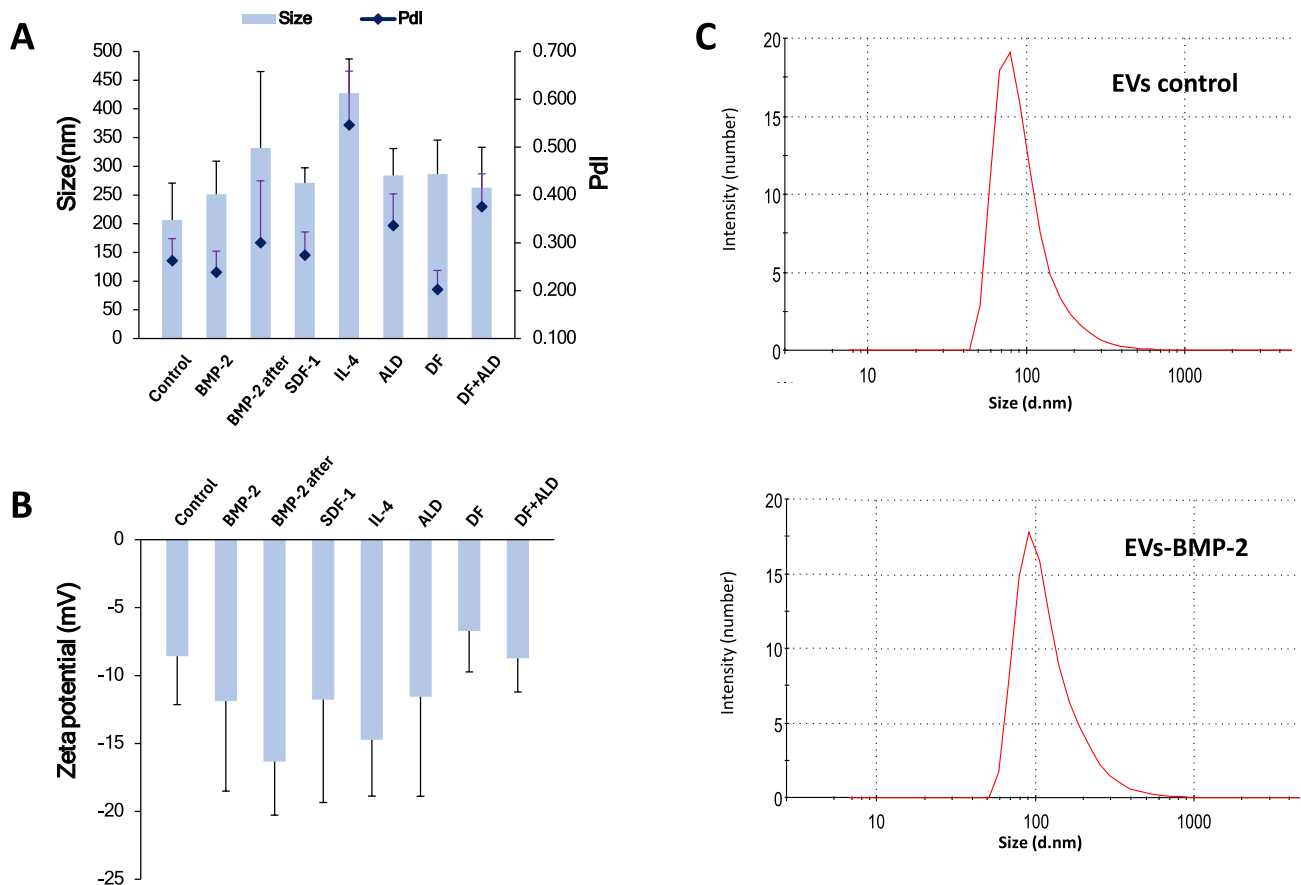 A
Size PdI
500
450
400
350
300
250
200
150
100
50
0
Size(nm)
0.700
0.600
0.500
0.400
0.300
0.200
0.100
PdI
Control BMP-2 BMP-2 after SDF-1 IL-4 ALD DF DF+ALD
B
Control BMP-2 BMP-2 after SDF-1 IL-4 ALD DF DF+ALD
0
-5
-10
-15
-20
-25
Zetapotential (mV)
C
EVs control
20
15
10
5
0
Intensity (number)
10 100 1000
Size (d.nm)
EVs-BMP-2
20
15
10
5
0
Intensity (number)
10 100 1000
Size (d.nm)